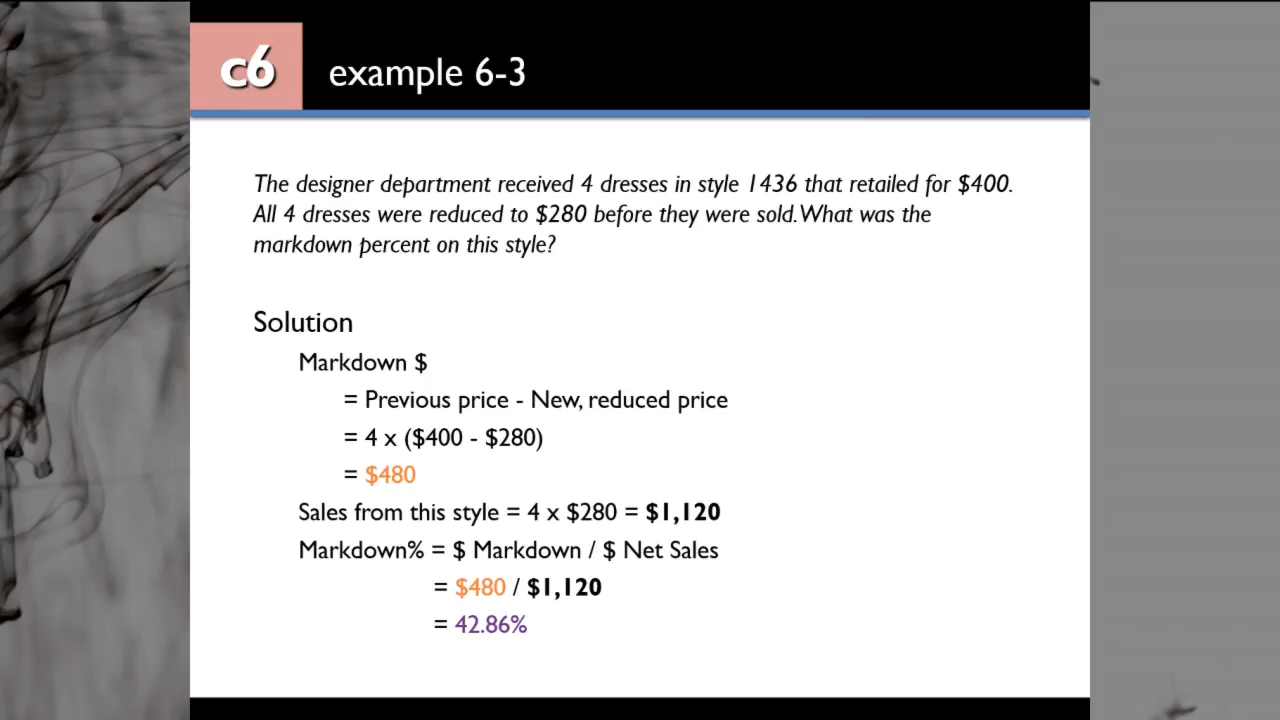 c6
example 6-3
The designer department received 4 dresses in style 1436 that retailed for $400.
All 4 dresses were reduced to $280 before they were sold. What was the
markdown percent on this style?
Solution
Markdown $
= Previous price - New, reduced price
= 4 x ($400 - $280)
= $480
Sales from this style = 4 x $280 = $1,120
Markdown% = $ Markdown / $ Net Sales
= $480 / $1,120
= 42.86%